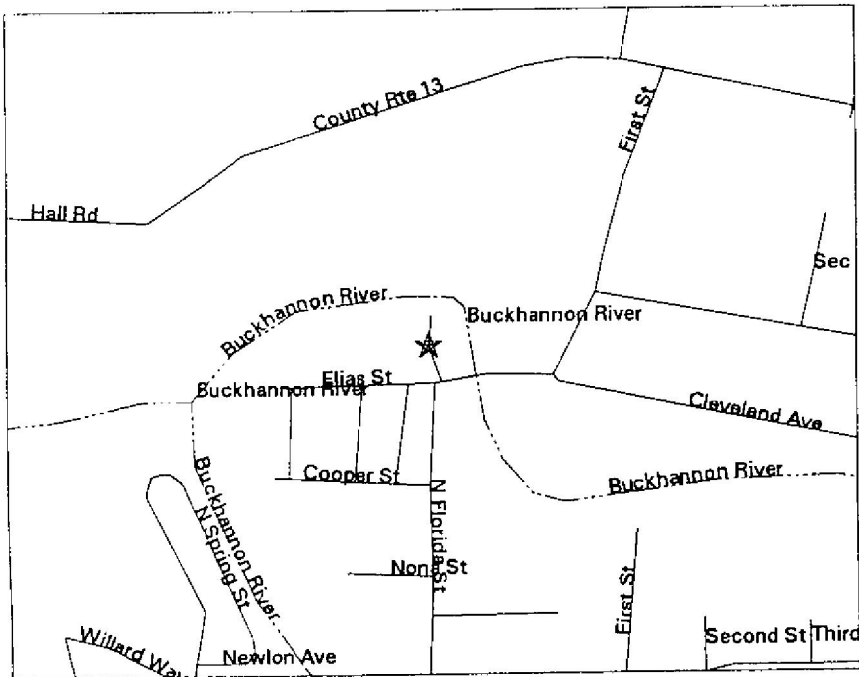 County Rte 13
First St
Hall Rd
Sec
Buckhannon River
Buckhannon River
Elias St
Buckhannon River
Cleveland Ave
Cooper St
Buckhannon River
Buckhannon River
N Spring St
N Florida St
None St
First St
Willard Way
Newlon Ave
Second St
Third